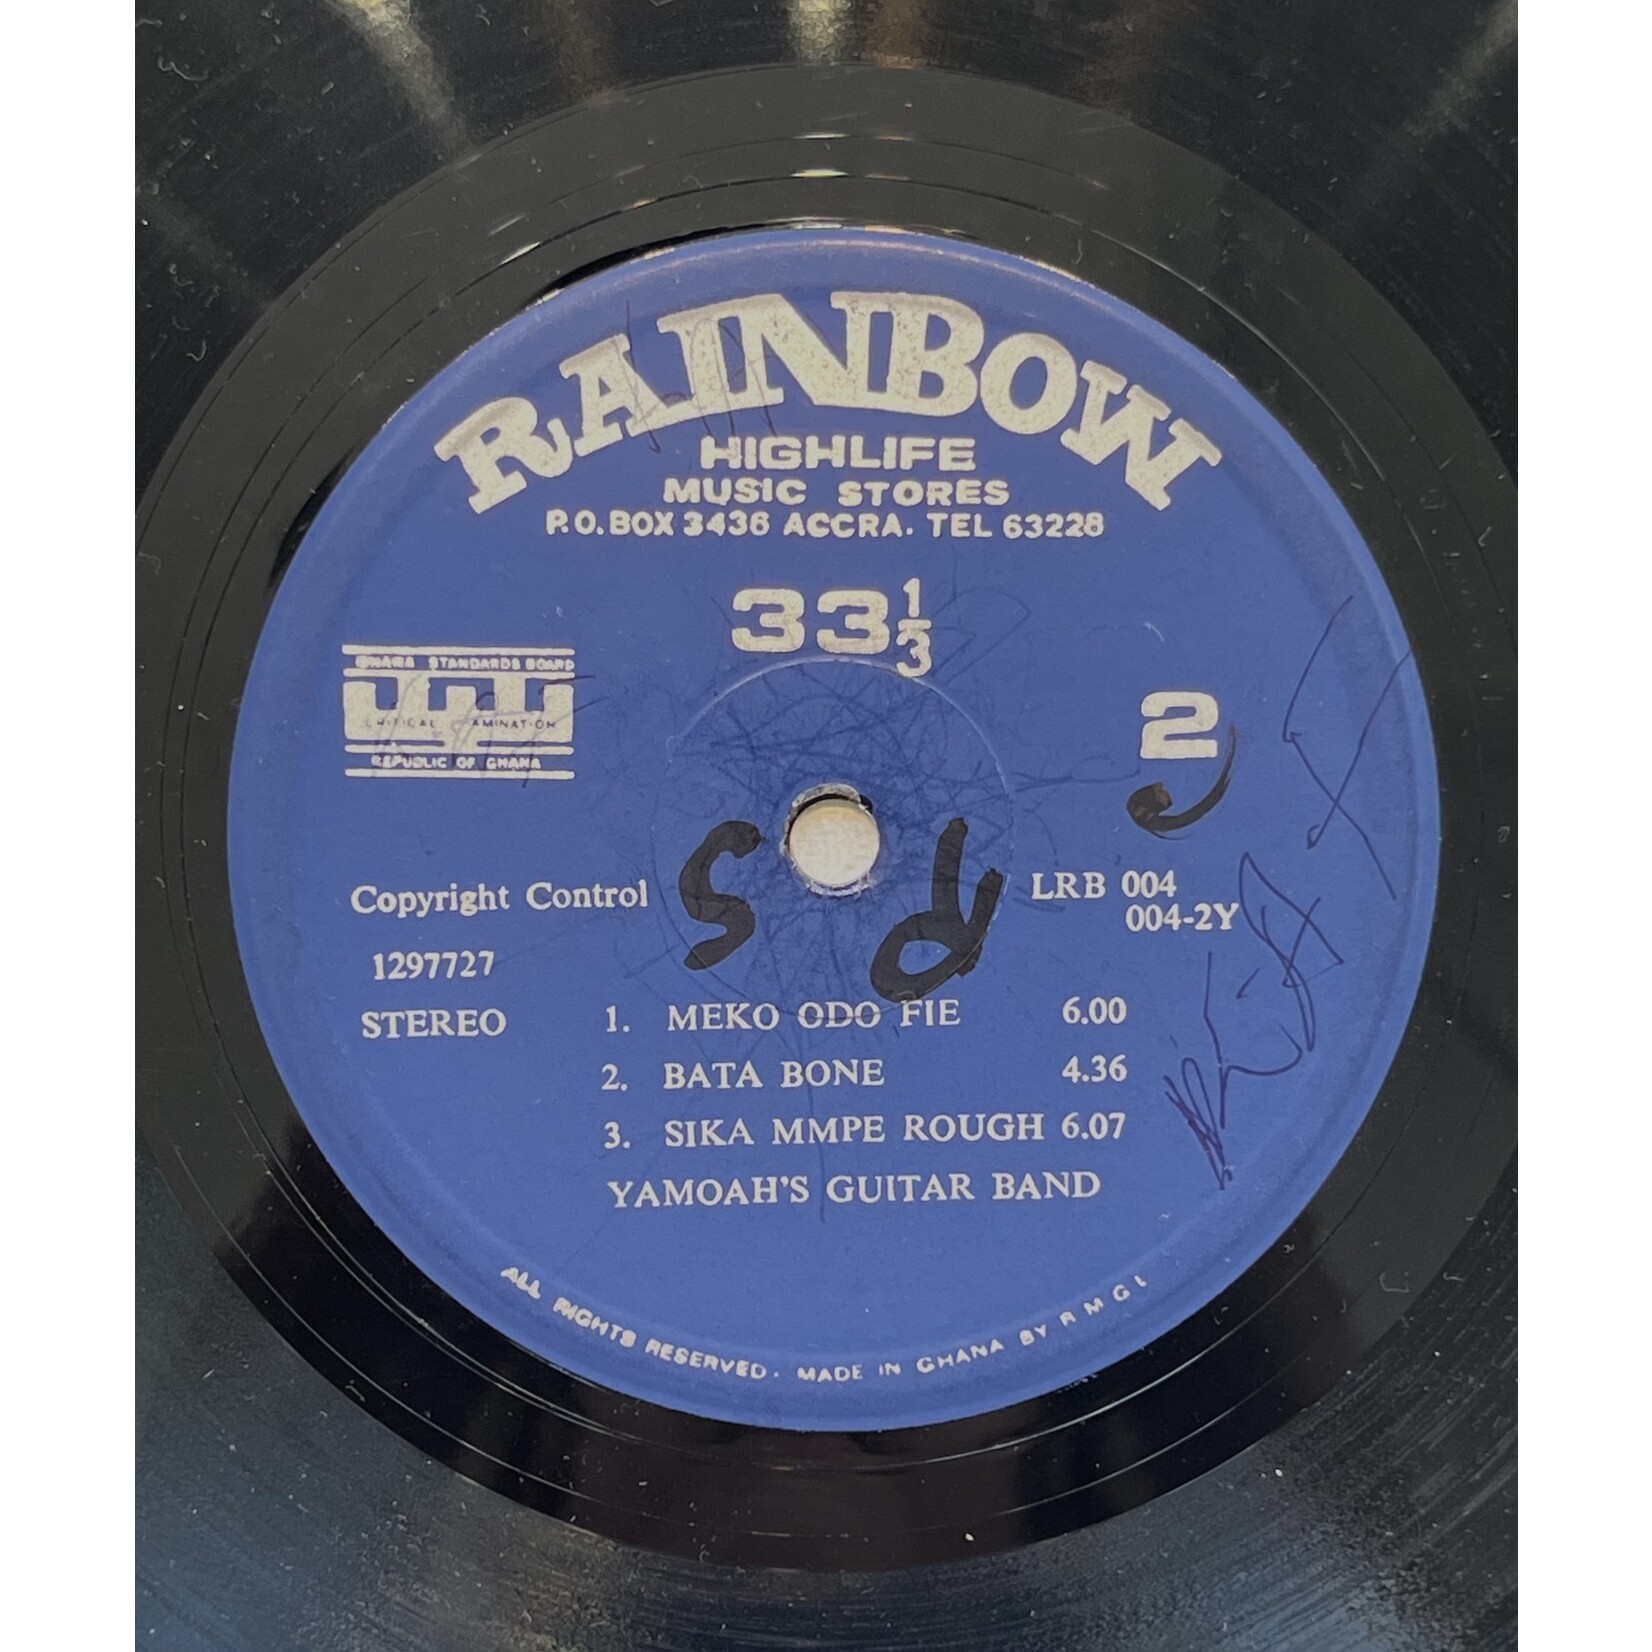 RAINBOW
HIGHLIFE
MUSIC STORES
P.O. BOX 3436 ACCRA. TEL 63228
33 1/3
GHANA STANDARDS BOARD
REPUBLIC OF GHANA
2
Copyright Control
LRB 004
004-2Y
1297727
STEREO
1. MEKO ODO FIE 6.00
2. BATA BONE 4.36
3. SIKA MMPE ROUGH 6.07
YAMOAH'S GUITAR BAND
ALL RIGHTS RESERVED. MADE IN GHANA BY R M G L